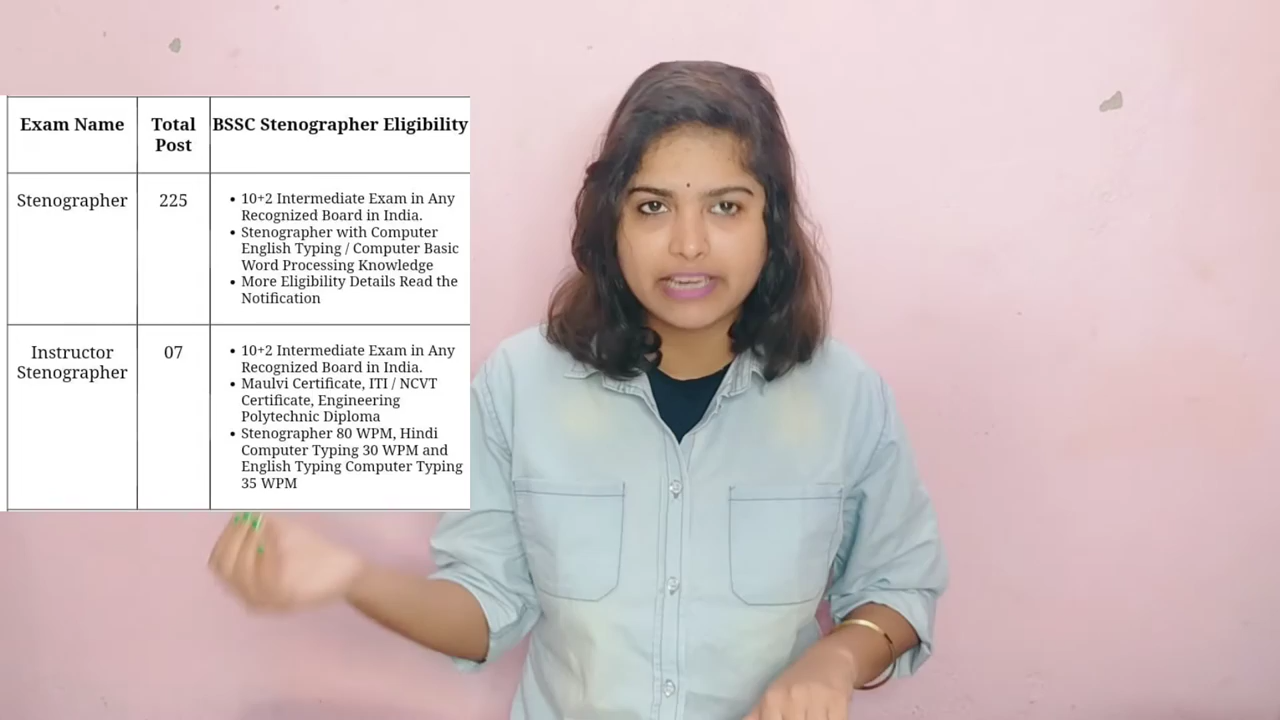 Exam Name
Total
Post
BSSC Stenographer Eligibility
Stenographer
225
• 10+2 Intermediate Exam in Any
Recognized Board in India.
• Stenographer with Computer
English Typing / Computer Basic
Word Processing Knowledge
• More Eligibility Details Read the
Notification
Instructor
Stenographer
07
• 10+2 Intermediate Exam in Any
Recognized Board in India.
• Maulvi Certificate, ITI / NCVT
Certificate, Engineering
Polytechnic Diploma
• Stenographer 80 WPM, Hindi
Computer Typing 30 WPM and
English Typing Computer Typing
35 WPM